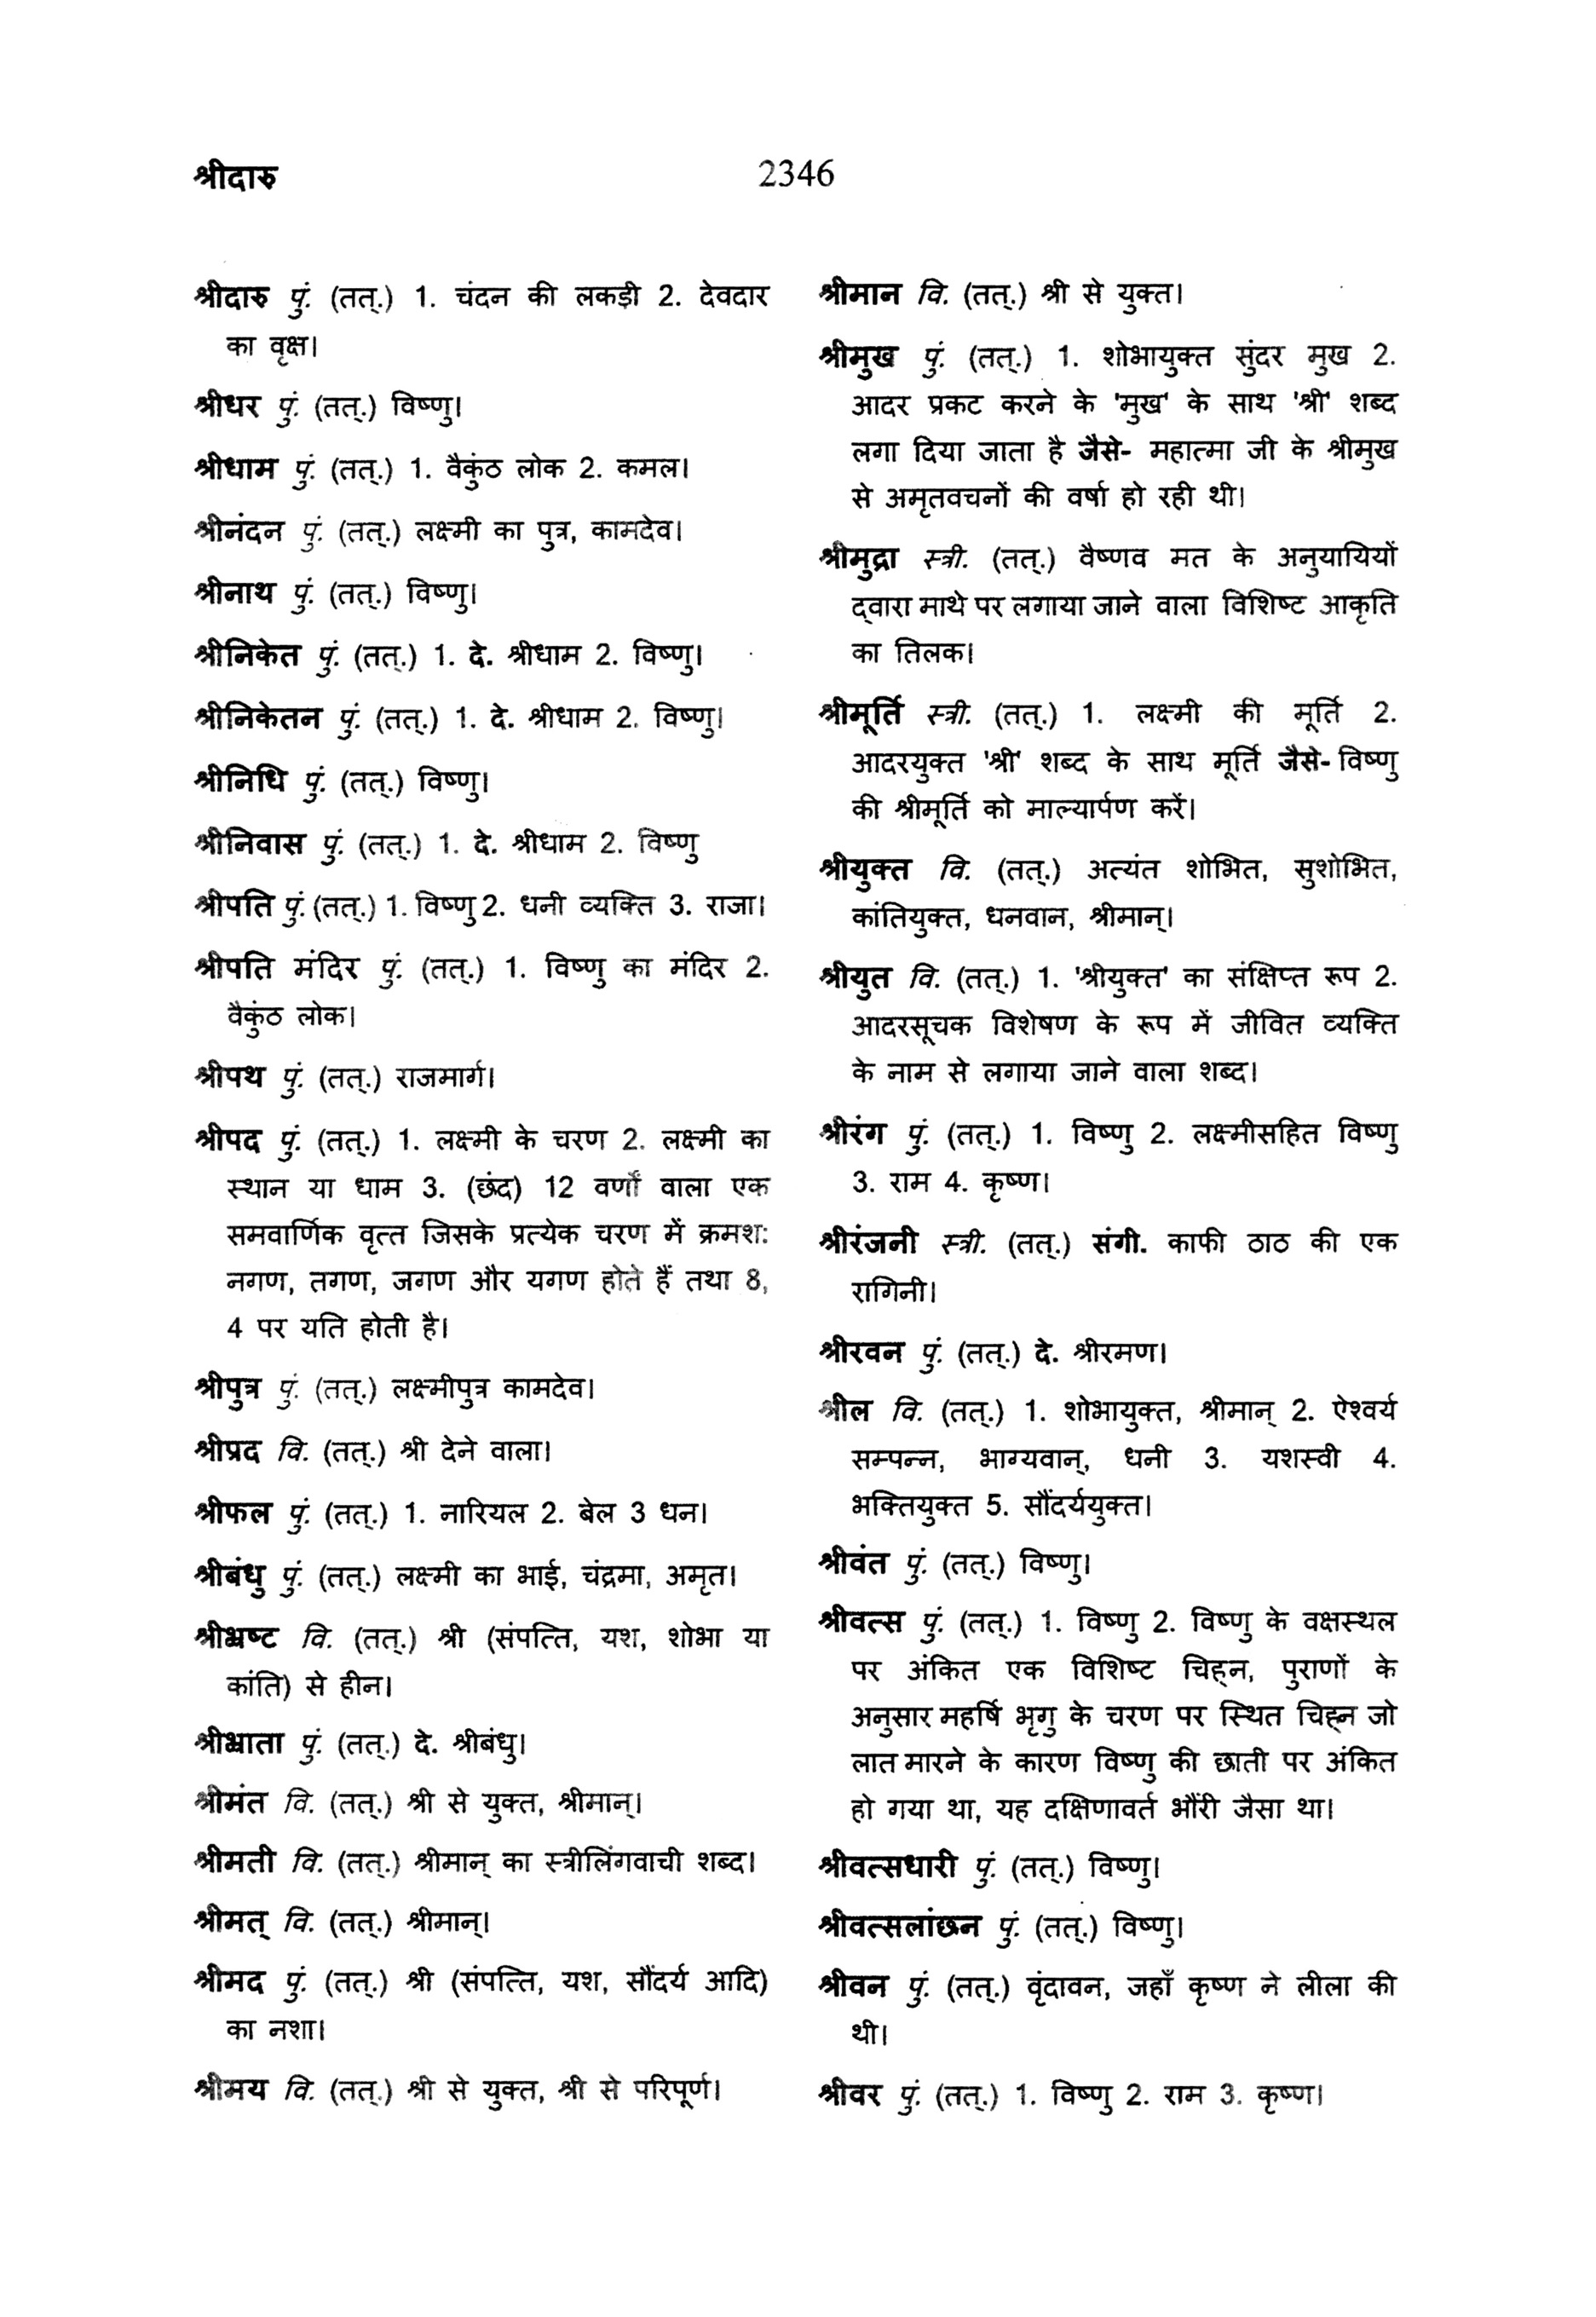 श्रीदारु
2346
श्रीदारु पुं. (तत्.) 1. चंदन की लकड़ी 2. देवदार
का वृक्ष।
श्रीधर पुं. (तत्.) विष्णु।
श्रीधाम पुं. (तत्.) 1. वैकुंठ लोक 2. कमल।
श्रीनंदन पुं. (तत्.) लक्ष्मी का पुत्र, कामदेव।
श्रीनाथ पुं. (तत्.) विष्णु।
श्रीनिकेत पुं. (तत्.) 1. दे. श्रीधाम 2. विष्णु।
श्रीनिकेतन पुं. (तत्.) 1. दे. श्रीधाम 2. विष्णु।
श्रीनिधि पुं. (तत्.) विष्णु।
श्रीनिवास पुं. (तत्.) 1. दे. श्रीधाम 2. विष्णु
श्रीपति पुं. (तत्.) 1. विष्णु 2. धनी व्यक्ति 3. राजा।
श्रीपति मंदिर पुं. (तत्.) 1. विष्णु का मंदिर 2.
वैकुंठ लोक।
श्रीपथ पुं. (तत्.) राजमार्ग।
श्रीपद पुं. (तत्.) 1. लक्ष्मी के चरण 2. लक्ष्मी का
स्थान या धाम 3. (छंद) 12 वर्णों वाला एक
समवार्णिक वृत्त जिसके प्रत्येक चरण में क्रमश:
नगण, तगण, जगण और यगण होते हैं तथा 8,
4 पर यति होती है।
श्रीपुत्र पुं. (तत्.) लक्ष्मीपुत्र कामदेव।
श्रीप्रद वि. (तत्.) श्री देने वाला।
श्रीफल पुं. (तत्.) 1. नारियल 2. बेल 3 धन।
श्रीबंधु पुं. (तत्.) लक्ष्मी का भाई, चंद्रमा, अमृत।
श्रीभ्रष्ट वि. (तत्.) श्री (संपत्ति, यश, शोभा या
कांति) से हीन।
श्रीभ्राता पुं. (तत्.) दे. श्रीबंधु।
श्रीमंत वि. (तत्.) श्री से युक्त, श्रीमान्।
श्रीमती वि. (तत्.) श्रीमान् का स्त्रीलिंगवाची शब्द।
श्रीमत् वि. (तत्.) श्रीमान्।
श्रीमद पुं. (तत्.) श्री (संपत्ति, यश, सौंदर्य आदि)
का नशा।
श्रीमय वि. (तत्.) श्री से युक्त, श्री से परिपूर्ण।
श्रीमान वि. (तत्.) श्री से युक्त।
श्रीमुख पुं. (तत्.) 1. शोभायुक्त सुंदर मुख 2.
आदर प्रकट करने के 'मुख' के साथ 'श्री' शब्द
लगा दिया जाता है जैसे- महात्मा जी के श्रीमुख
से अमृतवचनों की वर्षा हो रही थी।
श्रीमुद्रा स्त्री. (तत्.) वैष्णव मत के अनुयायियों
द्वारा माथे पर लगाया जाने वाला विशिष्ट आकृति
का तिलक।
श्रीमूर्ति स्त्री. (तत्.) 1. लक्ष्मी की मूर्ति 2.
आदरयुक्त 'श्री' शब्द के साथ मूर्ति जैसे- विष्णु
की श्रीमूर्ति को माल्यार्पण करें।
श्रीयुक्त वि. (तत्.) अत्यंत शोभित, सुशोभित,
कांतियुक्त, धनवान, श्रीमान्।
श्रीयुत वि. (तत्.) 1. 'श्रीयुक्त' का संक्षिप्त रूप 2.
आदरसूचक विशेषण के रूप में जीवित व्यक्ति
के नाम से लगाया जाने वाला शब्द।
श्रीरंग पुं. (तत्.) 1. विष्णु 2. लक्ष्मीसहित विष्णु
3. राम 4. कृष्ण।
श्रीरंजनी स्त्री. (तत्.) संगी. काफी ठाठ की एक
रागिनी।
श्रीरवन पुं. (तत्.) दे. श्रीरमण।
श्रील वि. (तत्.) 1. शोभायुक्त, श्रीमान् 2. ऐश्वर्य
सम्पन्न, भाग्यवान्, धनी 3. यशस्वी 4.
भक्तियुक्त 5. सौंदर्ययुक्त।
श्रीवंत पुं. (तत्.) विष्णु।
श्रीवत्स पुं. (तत्.) 1. विष्णु 2. विष्णु के वक्षस्थल
पर अंकित एक विशिष्ट चिह्न, पुराणों के
अनुसार महर्षि भृगु के चरण पर स्थित चिह्न जो
लात मारने के कारण विष्णु की छाती पर अंकित
हो गया था, यह दक्षिणावर्त भौंरी जैसा था।
श्रीवत्सधारी पुं. (तत्.) विष्णु।
श्रीवत्सलांछन पुं. (तत्.) विष्णु।
श्रीवन पुं. (तत्.) वृंदावन, जहाँ कृष्ण ने लीला की
थी।
श्रीवर पुं. (तत्.) 1. विष्णु 2. राम 3. कृष्ण।